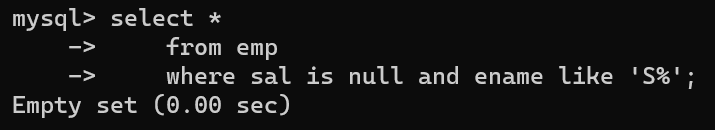 mysql> select *
    ->     from emp
    ->     where sal is null and ename like 'S%';
Empty set (0.00 sec)